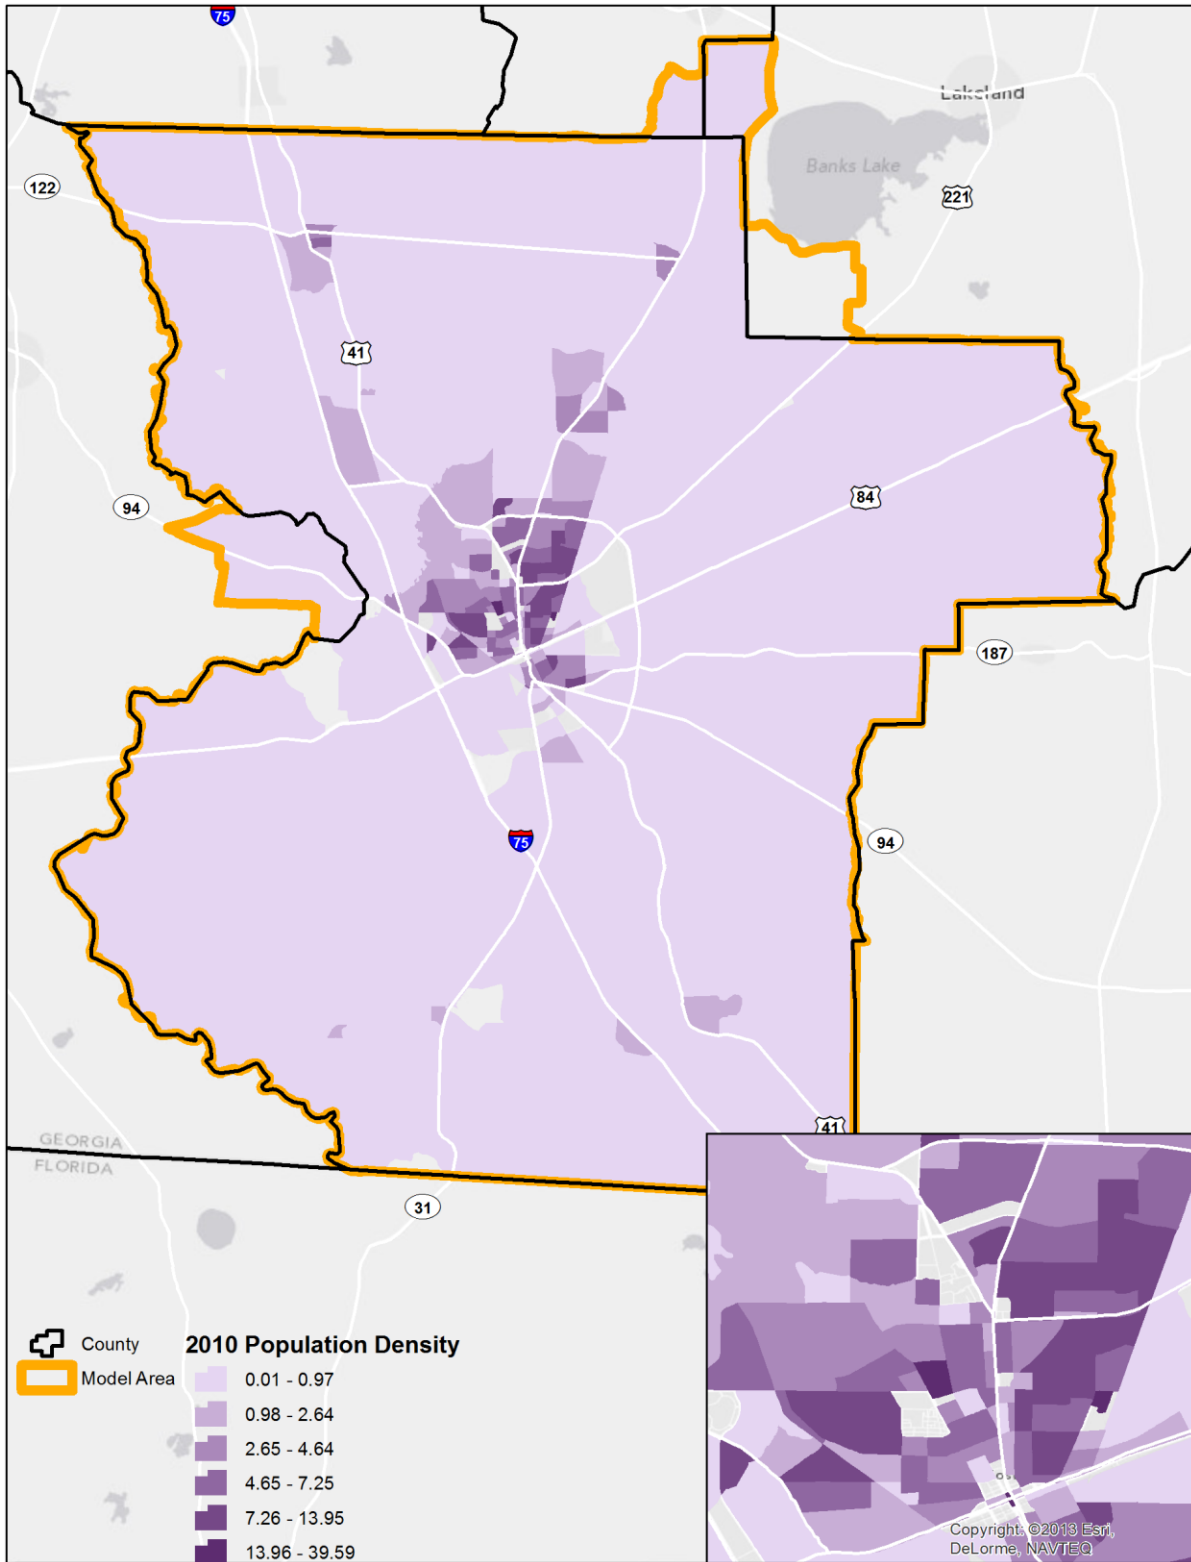 75
Lakeland
Banks Lake
122
221
41
94
84
187
75
94
41
GEORGIA
FLORIDA
31
County
Model Area
2010 Population Density
0.01 - 0.97
0.98 - 2.64
2.65 - 4.64
4.65 - 7.25
7.26 - 13.95
13.96 - 39.59
Copyright: ©2013 Esri,
DeLorme, NAVTEQ